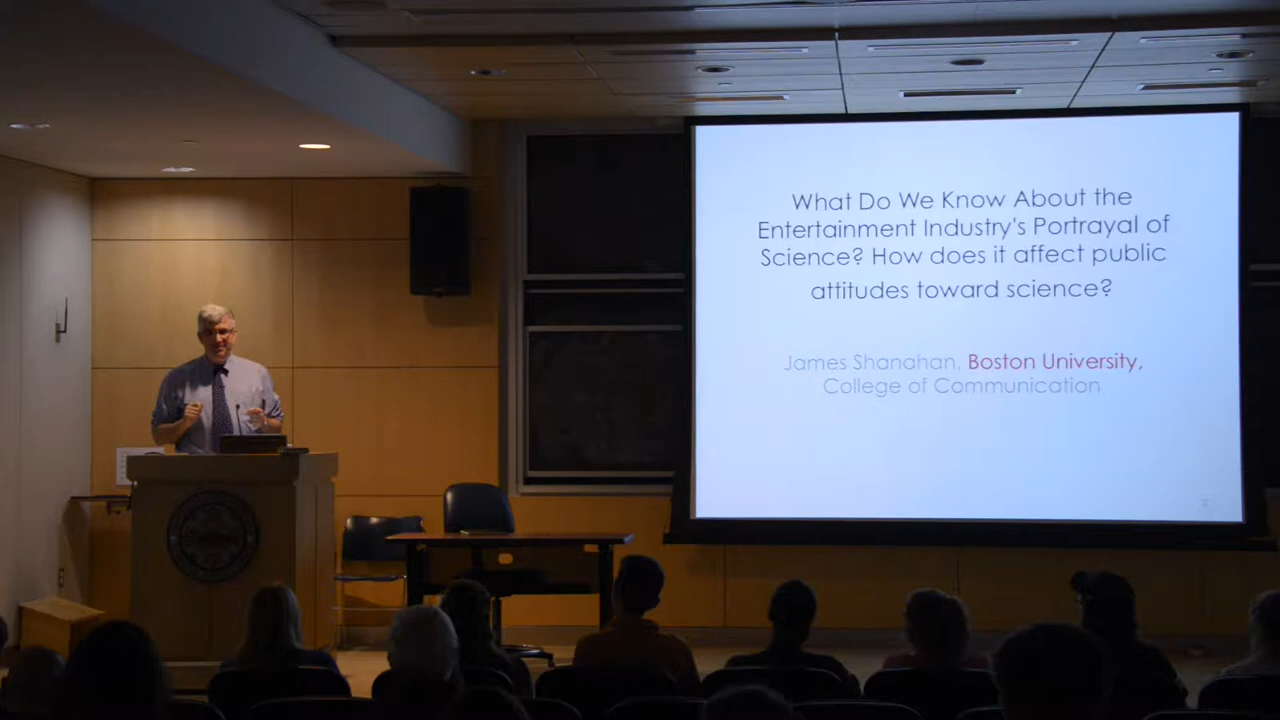 What Do We Know About the
Entertainment Industry's Portrayal of
Science? How does it affect public
attitudes toward science?
James Shanahan, Boston University,
College of Communication